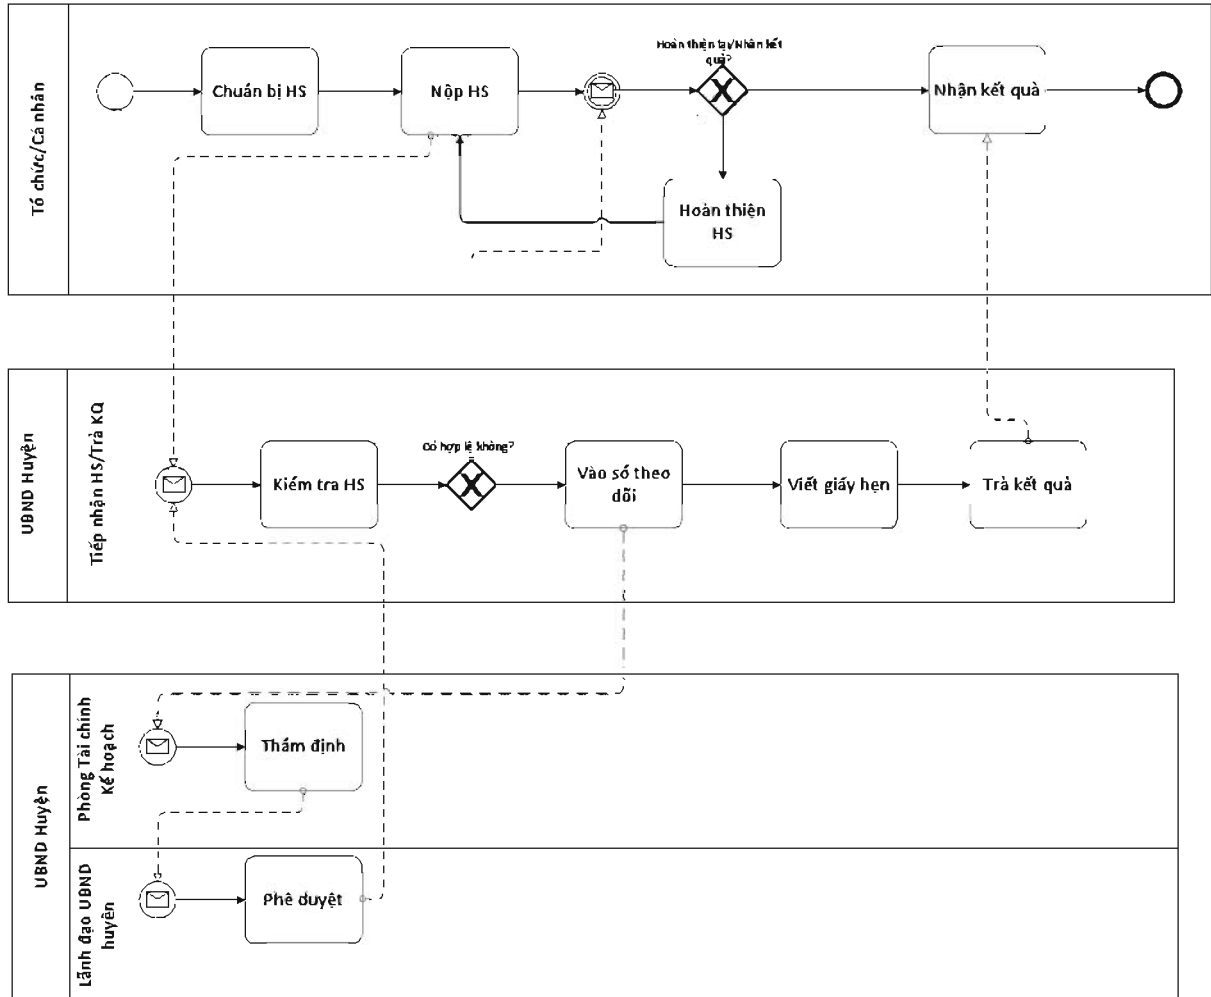 Tổ chức/Cá nhân
Chuẩn bị HS
Nộp HS
Hoàn thiện lại/Nhận kết
quả?
Nhận kết quả
Hoàn thiện
HS
UBND Huyện
Tiếp nhận HS/Trả KQ
Kiểm tra HS
Có hợp lệ không?
Vào sổ theo
dõi
Viết giấy hẹn
Trả kết quả
UBND Huyện
Phòng Tài chính
Kế hoạch
Thẩm định
Lãnh đạo UBND
huyện
Phê duyệt